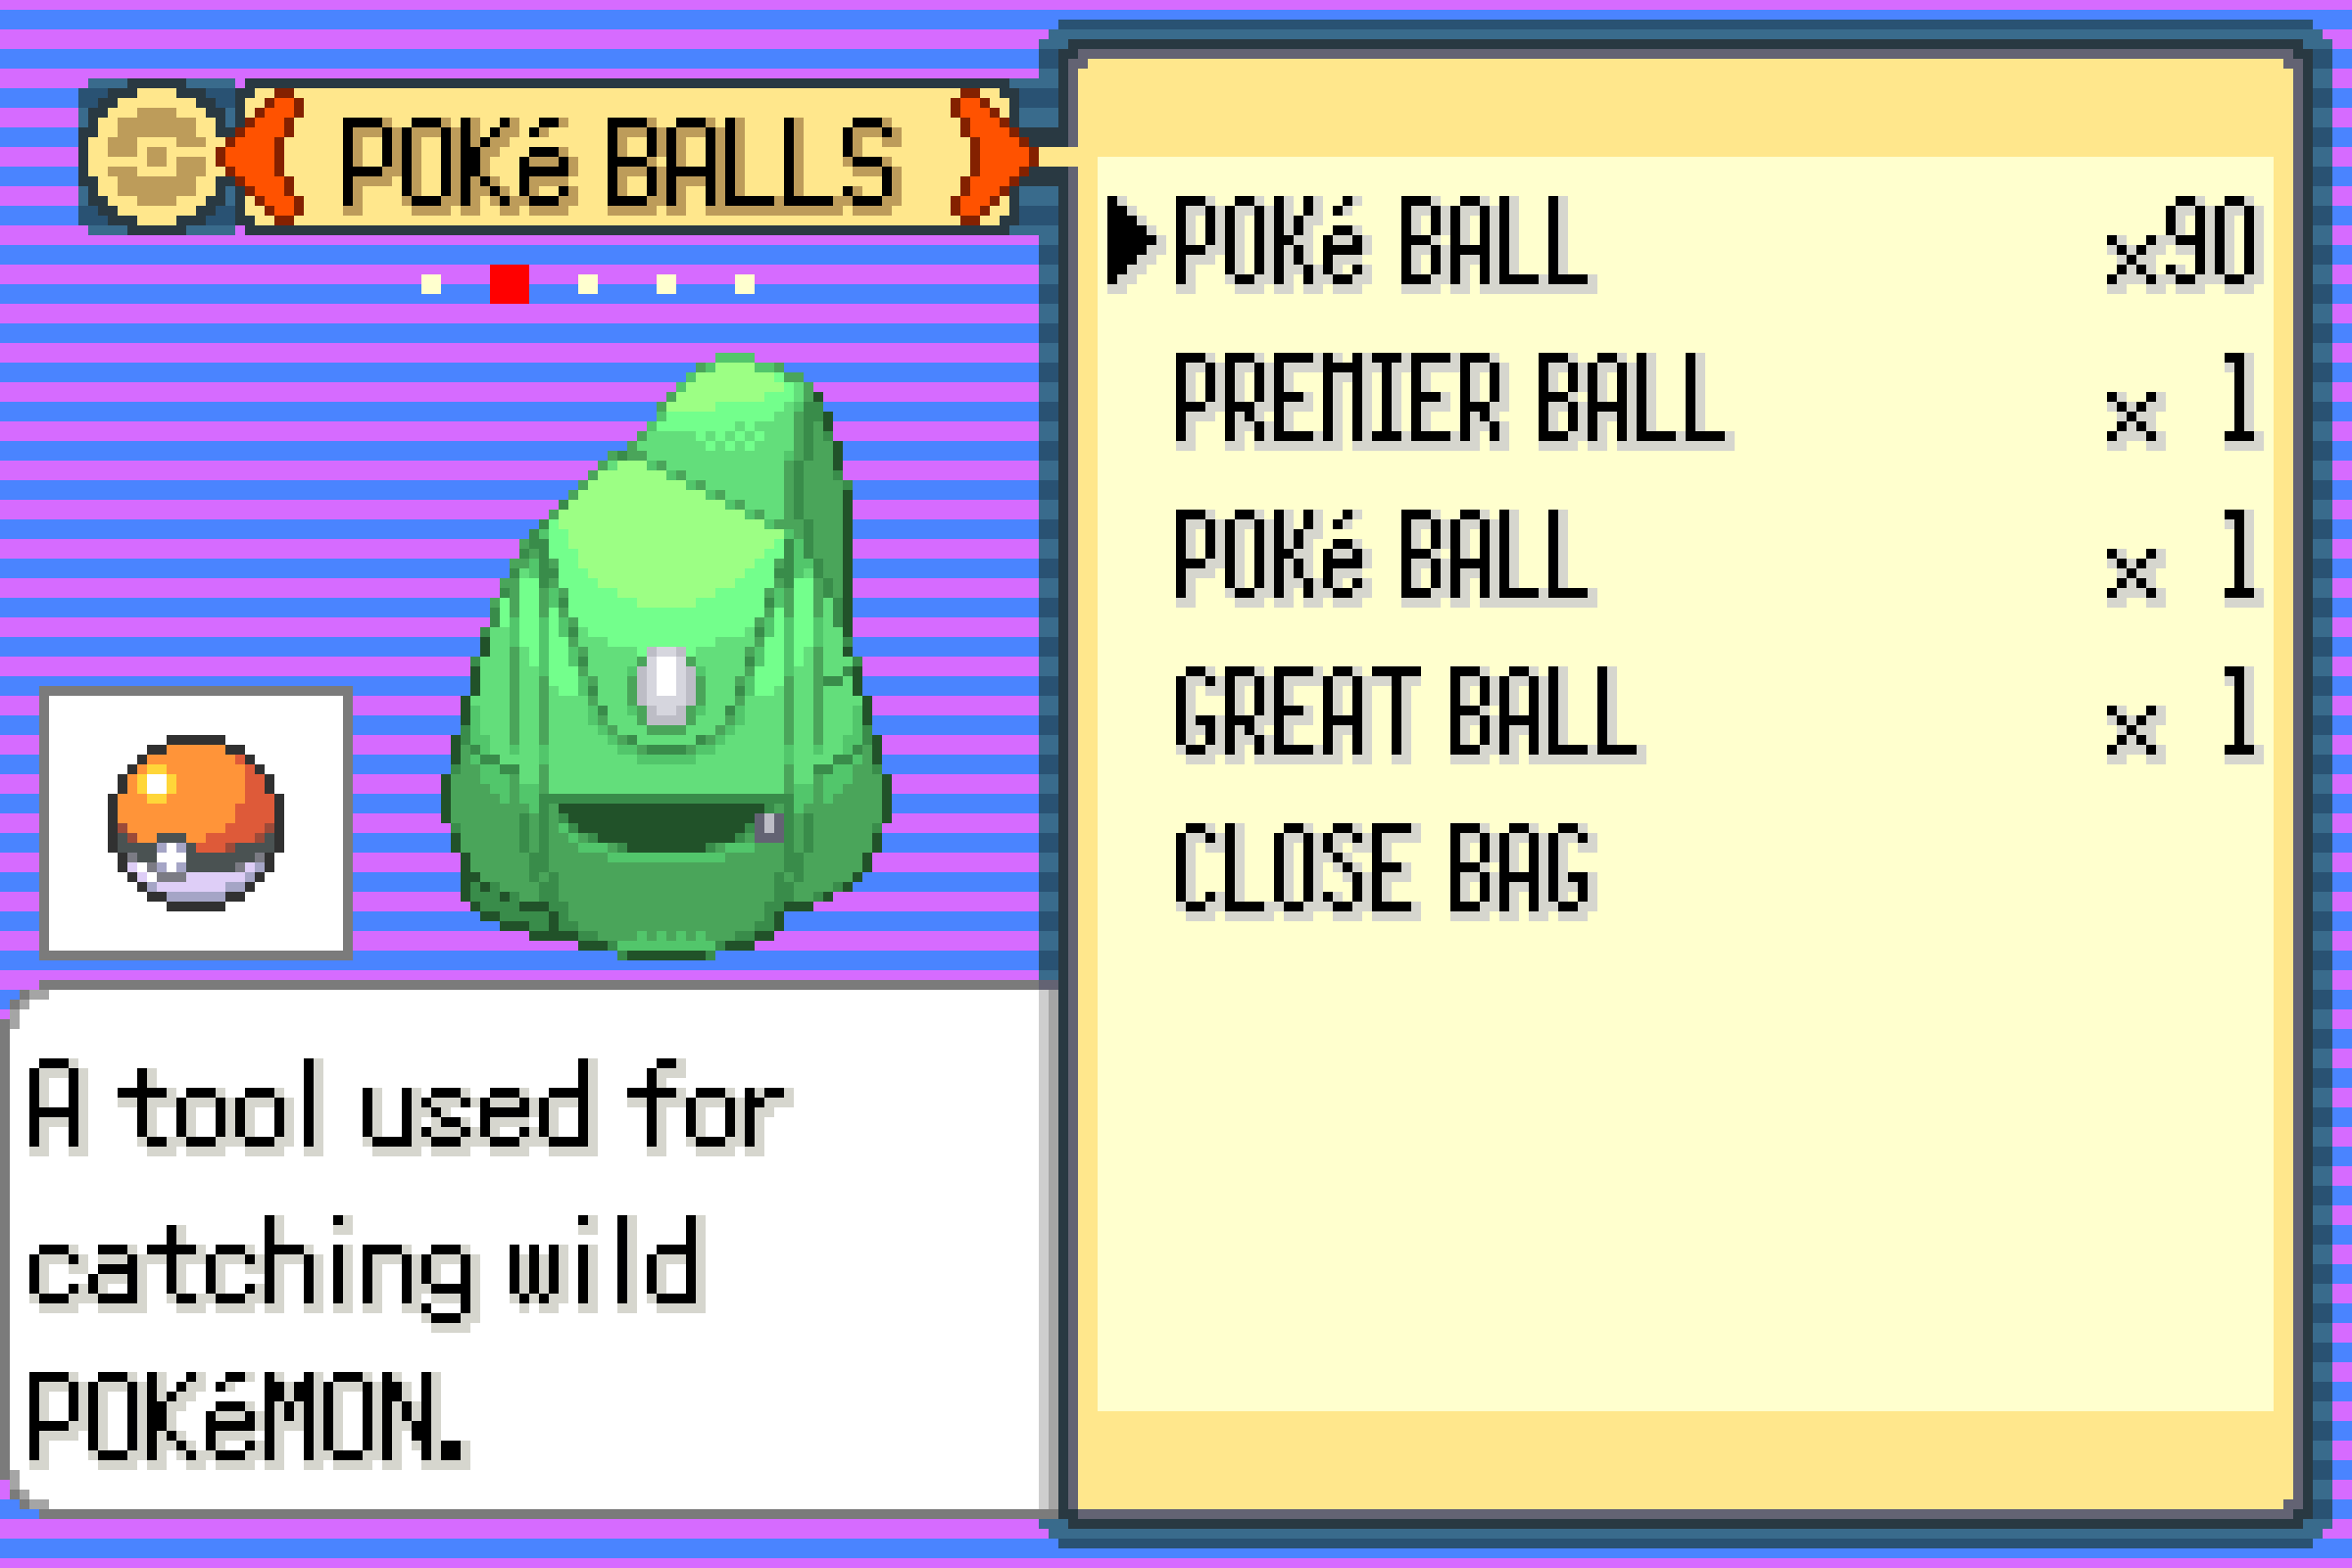 POKé BALLS
POKé BALL x90
PREMIER BALL x 1
POKé BALL x 1
GREAT BALL x 1
CLOSE BAG
A tool used for
catching wild
POKéMON.